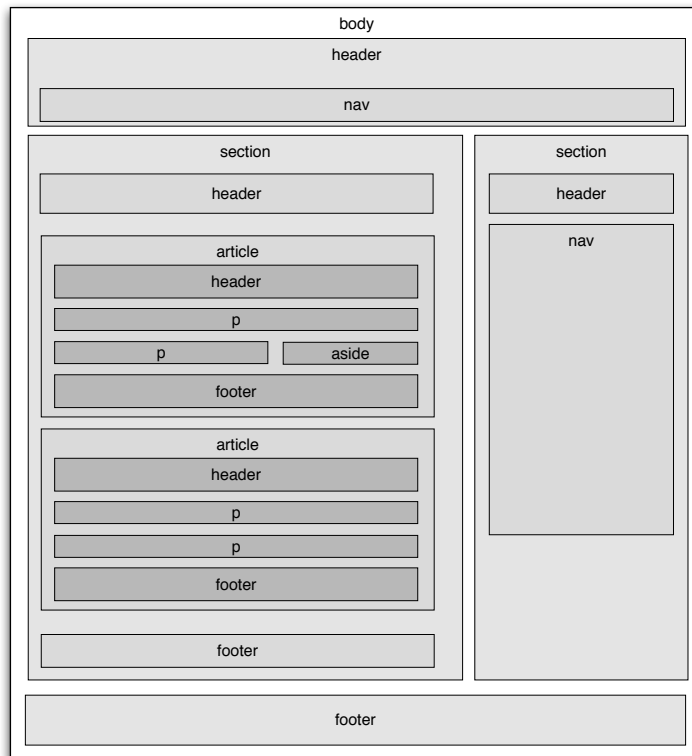 body
header
nav
section
header
article
header
p
p
aside
footer
article
header
p
p
footer
footer
section
header
nav
footer